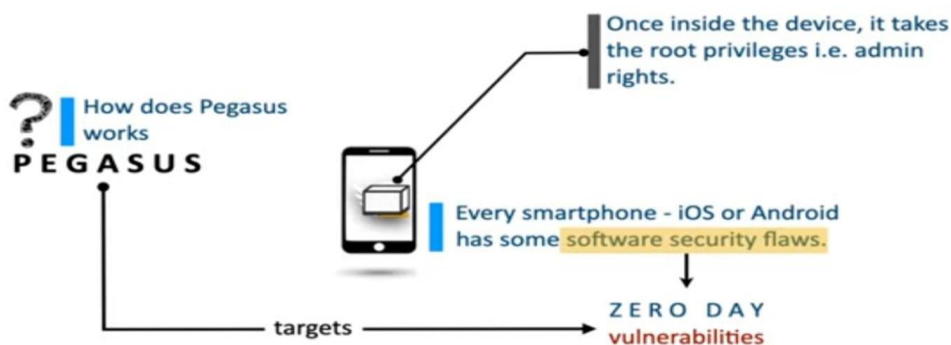 Once inside the device, it takes
the root privileges i.e. admin
rights.
How does Pegasus
works
PEGASUS
Every smartphone - iOS or Android
has some software security flaws.
ZERO DAY
vulnerabilities
targets